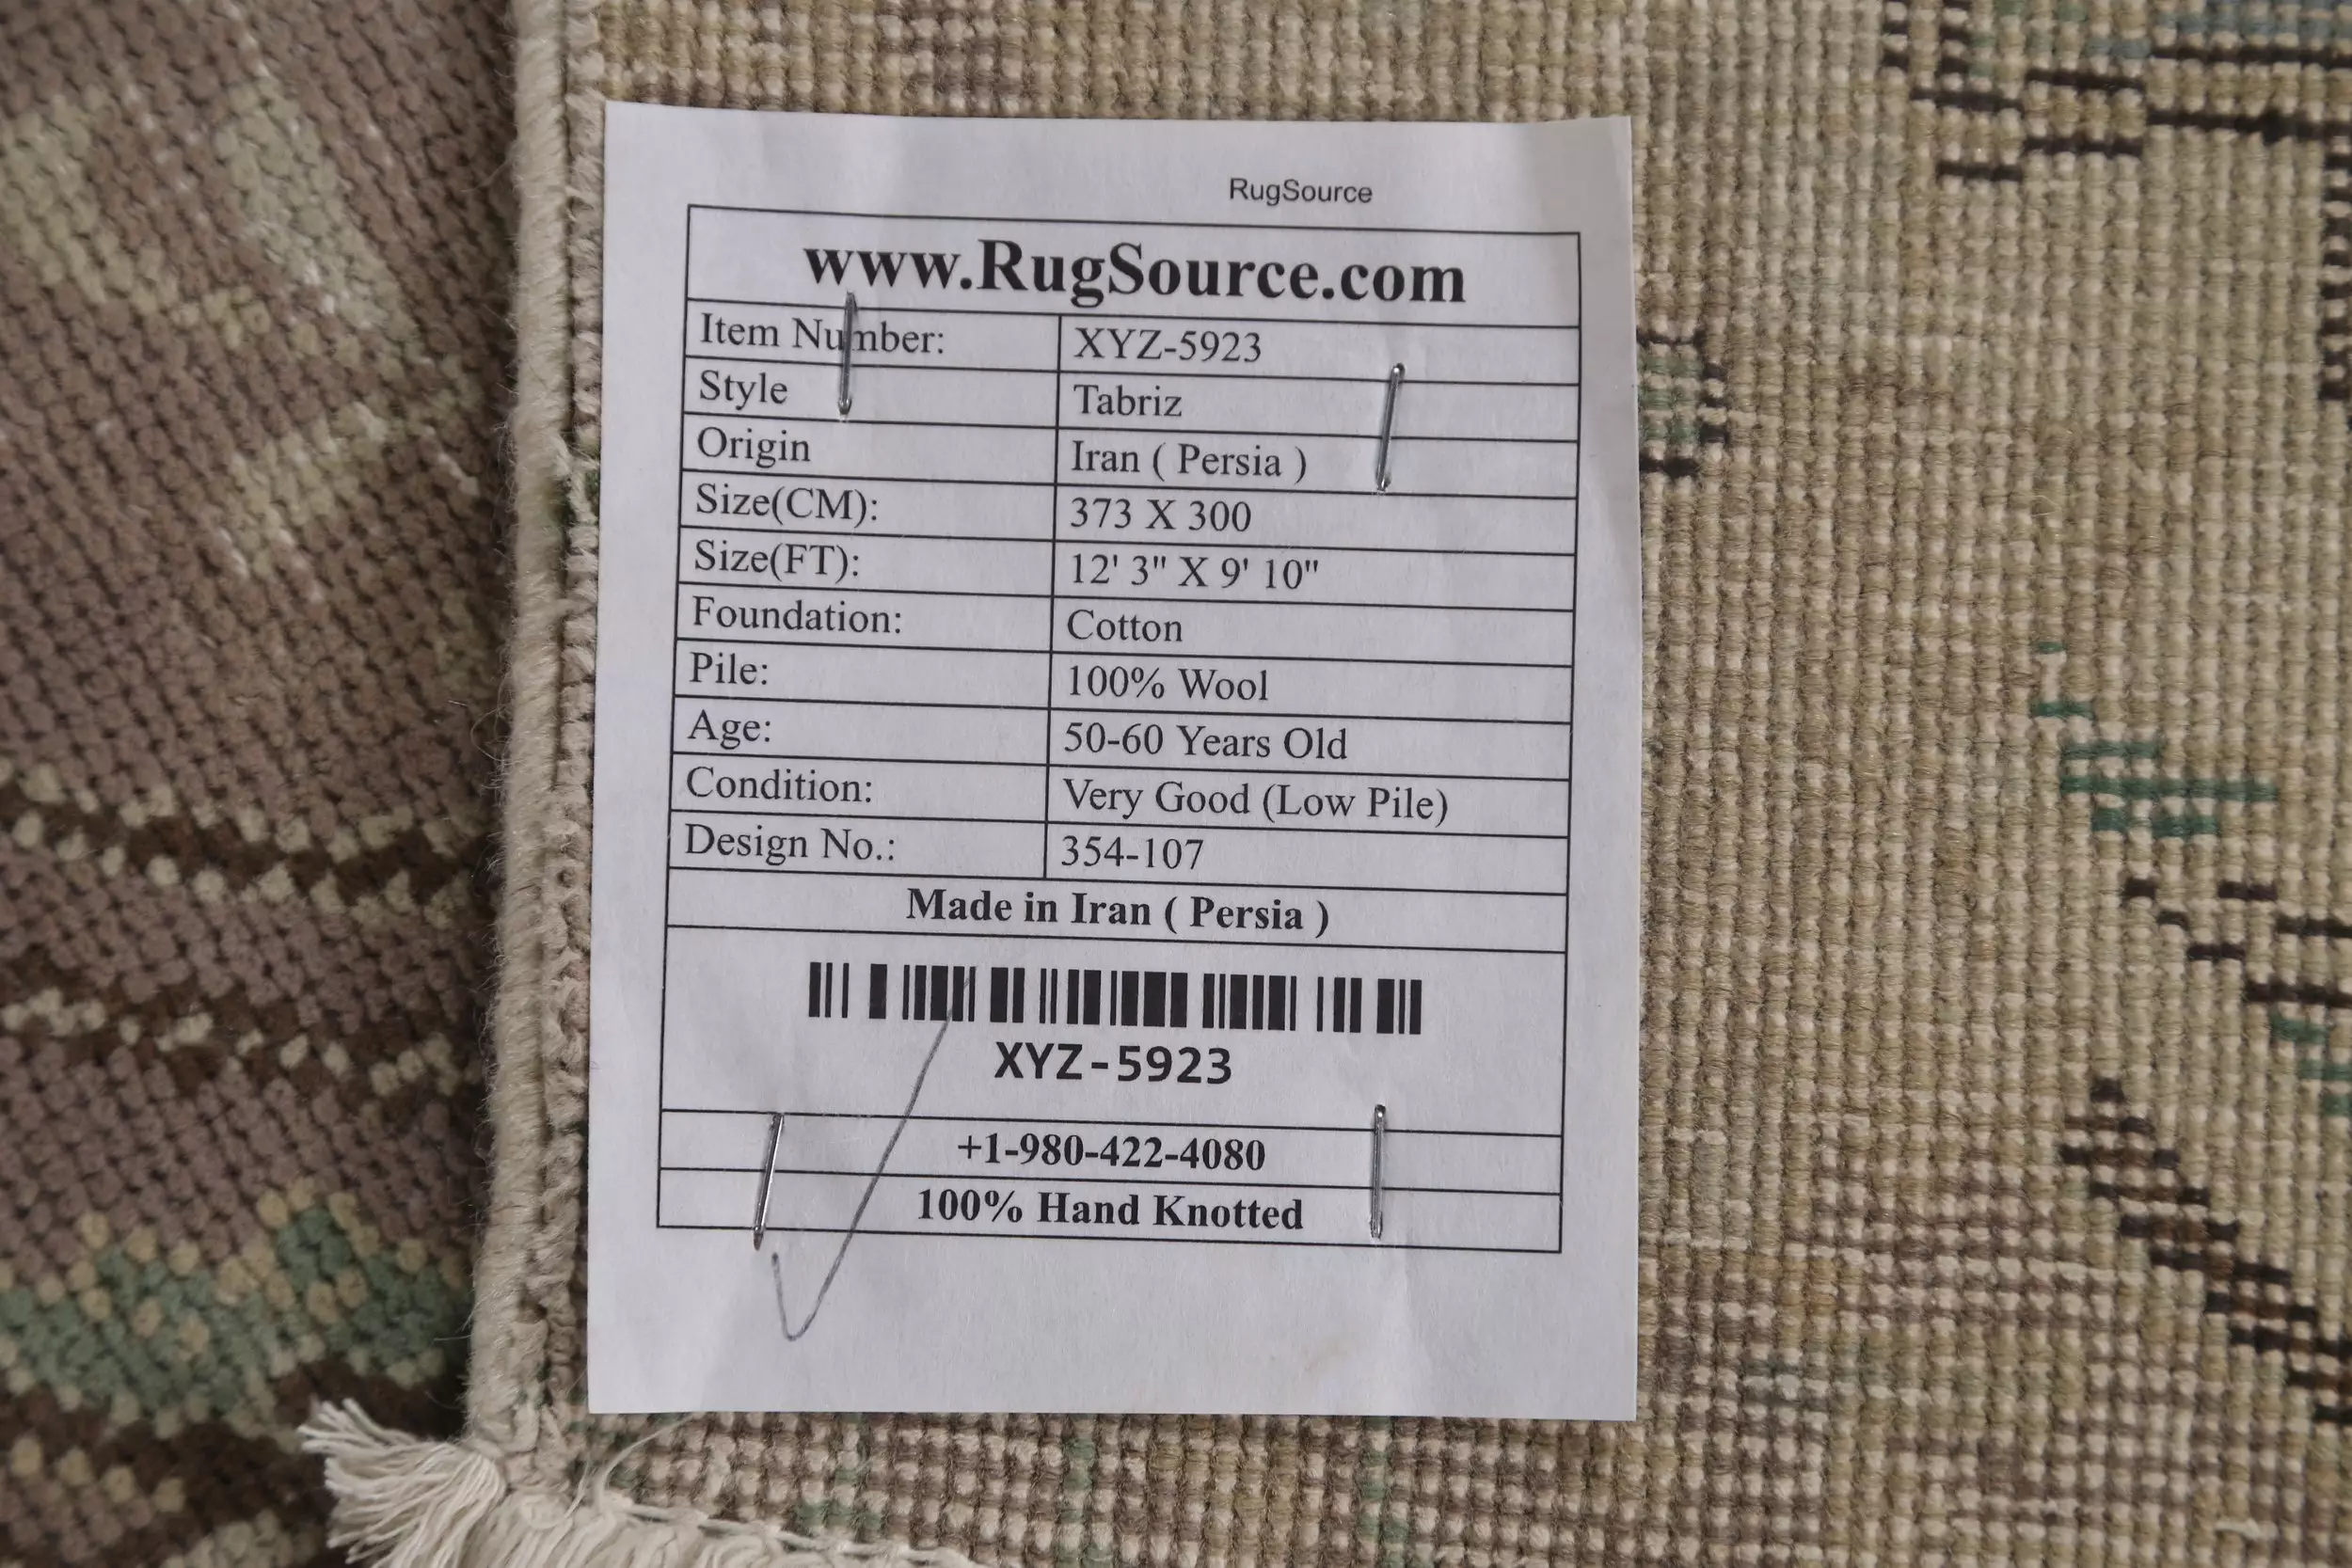 RugSource
www.RugSource.com
Item Number: XYZ-5923
Style Tabriz
Origin Iran ( Persia )
Size(CM): 373 X 300
Size(FT): 12' 3" X 9' 10"
Foundation: Cotton
Pile: 100% Wool
Age: 50-60 Years Old
Condition: Very Good (Low Pile)
Design No.: 354-107
Made in Iran ( Persia )
XYZ-5923
+1-980-422-4080
100% Hand Knotted